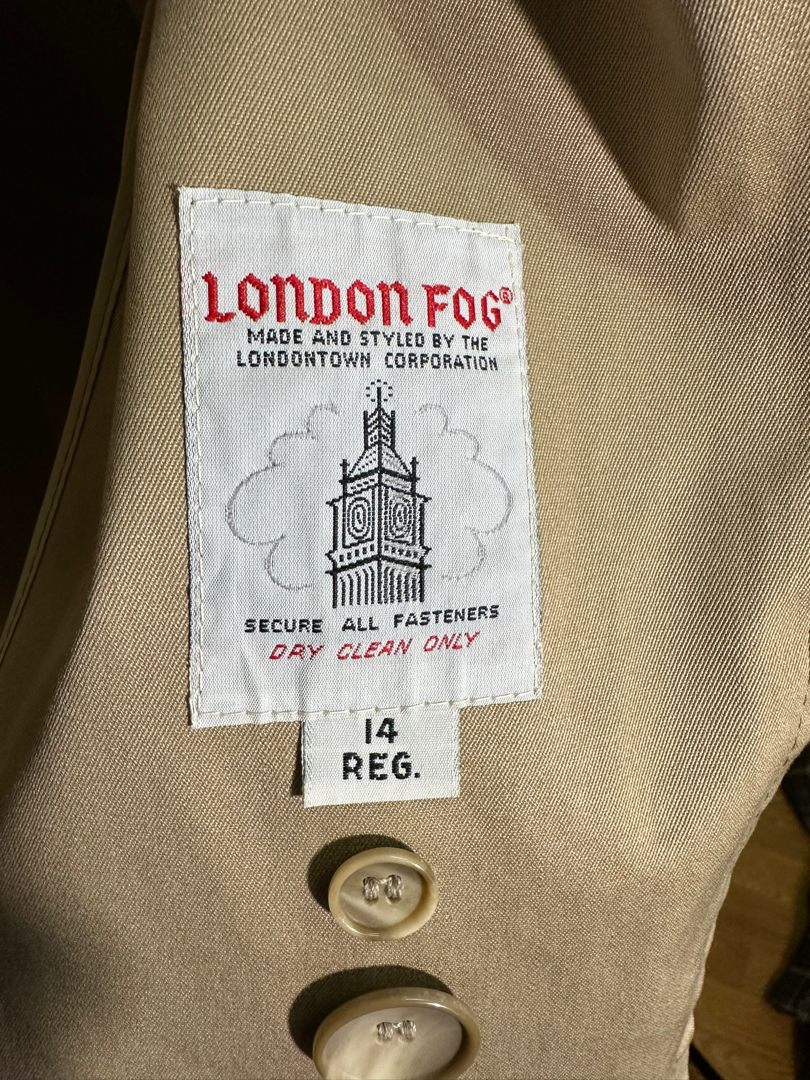 LONDON FOG®
MADE AND STYLED BY THE
LONDONTOWN CORPORATION
SECURE ALL FASTENERS
DRY CLEAN ONLY
14
REG.